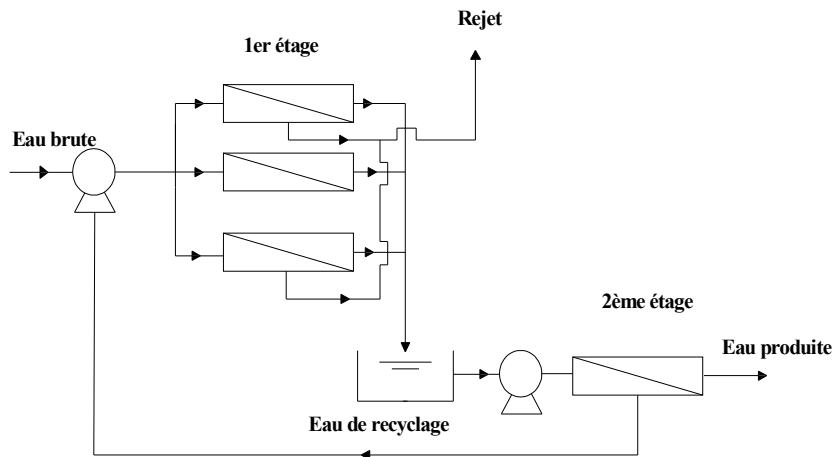 Rejet
1er étage
Eau brute
2ème étage
Eau produite
Eau de recyclage